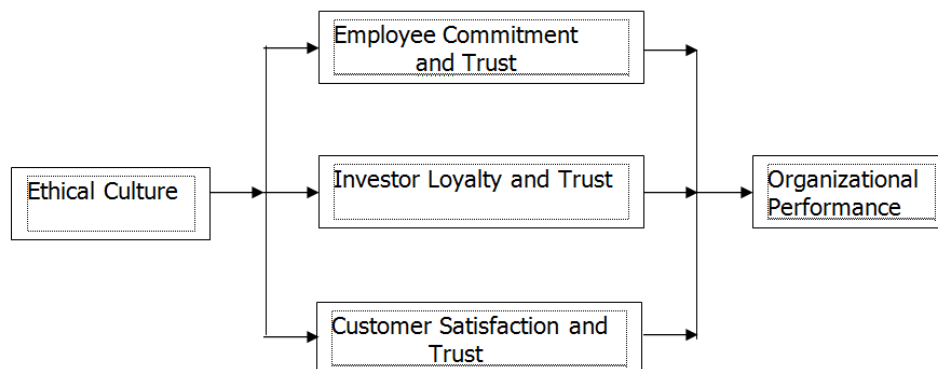 Employee Commitment
and Trust
Ethical Culture
Investor Loyalty and Trust
Organizational
Performance
Customer Satisfaction and
Trust